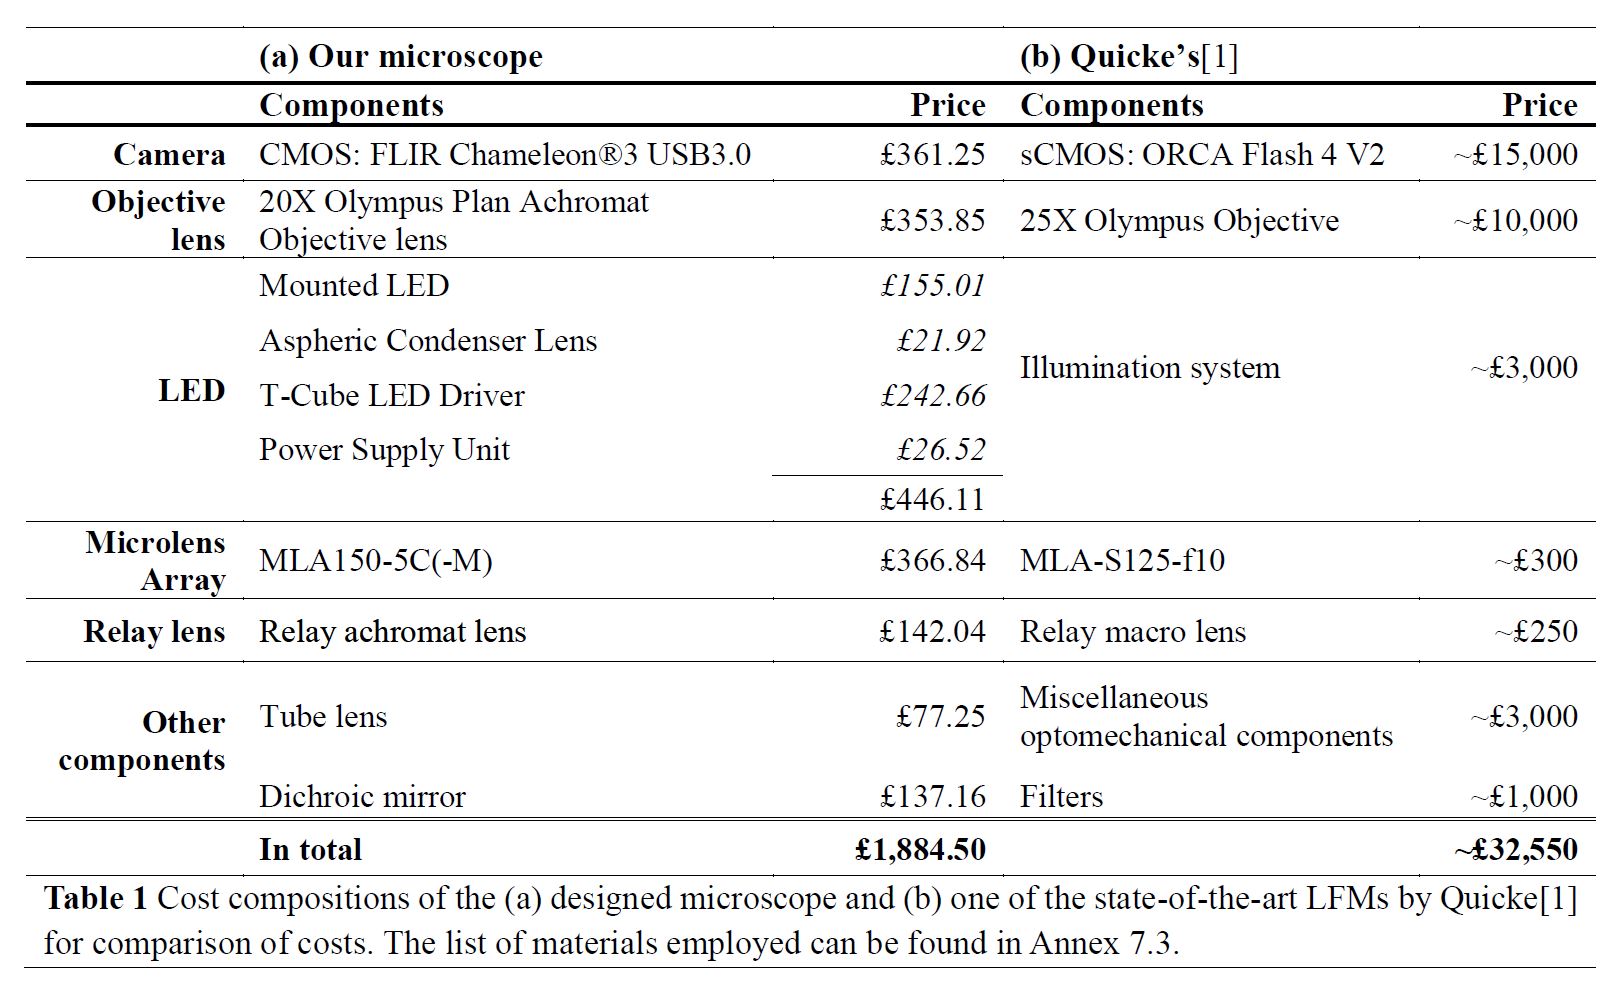 (a) Our microscope (b) Quicke’s[1]
Components Price Components Price
Camera CMOS: FLIR Chameleon®3 USB3.0 £361.25 sCMOS: ORCA Flash 4 V2 ~£15,000
Objective lens 20X Olympus Plan Achromat
Objective lens £353.85 25X Olympus Objective ~£10,000
LED
Mounted LED £155.01
Aspheric Condenser Lens £21.92
Illumination system ~£3,000
T-Cube LED Driver £242.66
Power Supply Unit £26.52
£446.11
Microlens
Array MLA150-5C(-M) £366.84 MLA-S125-f10 ~£300
Relay lens Relay achromat lens £142.04 Relay macro lens ~£250
Other
components
Tube lens £77.25 Miscellaneous
optomechanical components ~£3,000
Dichroic mirror £137.16 Filters ~£1,000
In total £1,884.50 ~£32,550
Table 1 Cost compositions of the (a) designed microscope and (b) one of the state-of-the-art LFMs by Quicke[1]
for comparison of costs. The list of materials employed can be found in Annex 7.3.